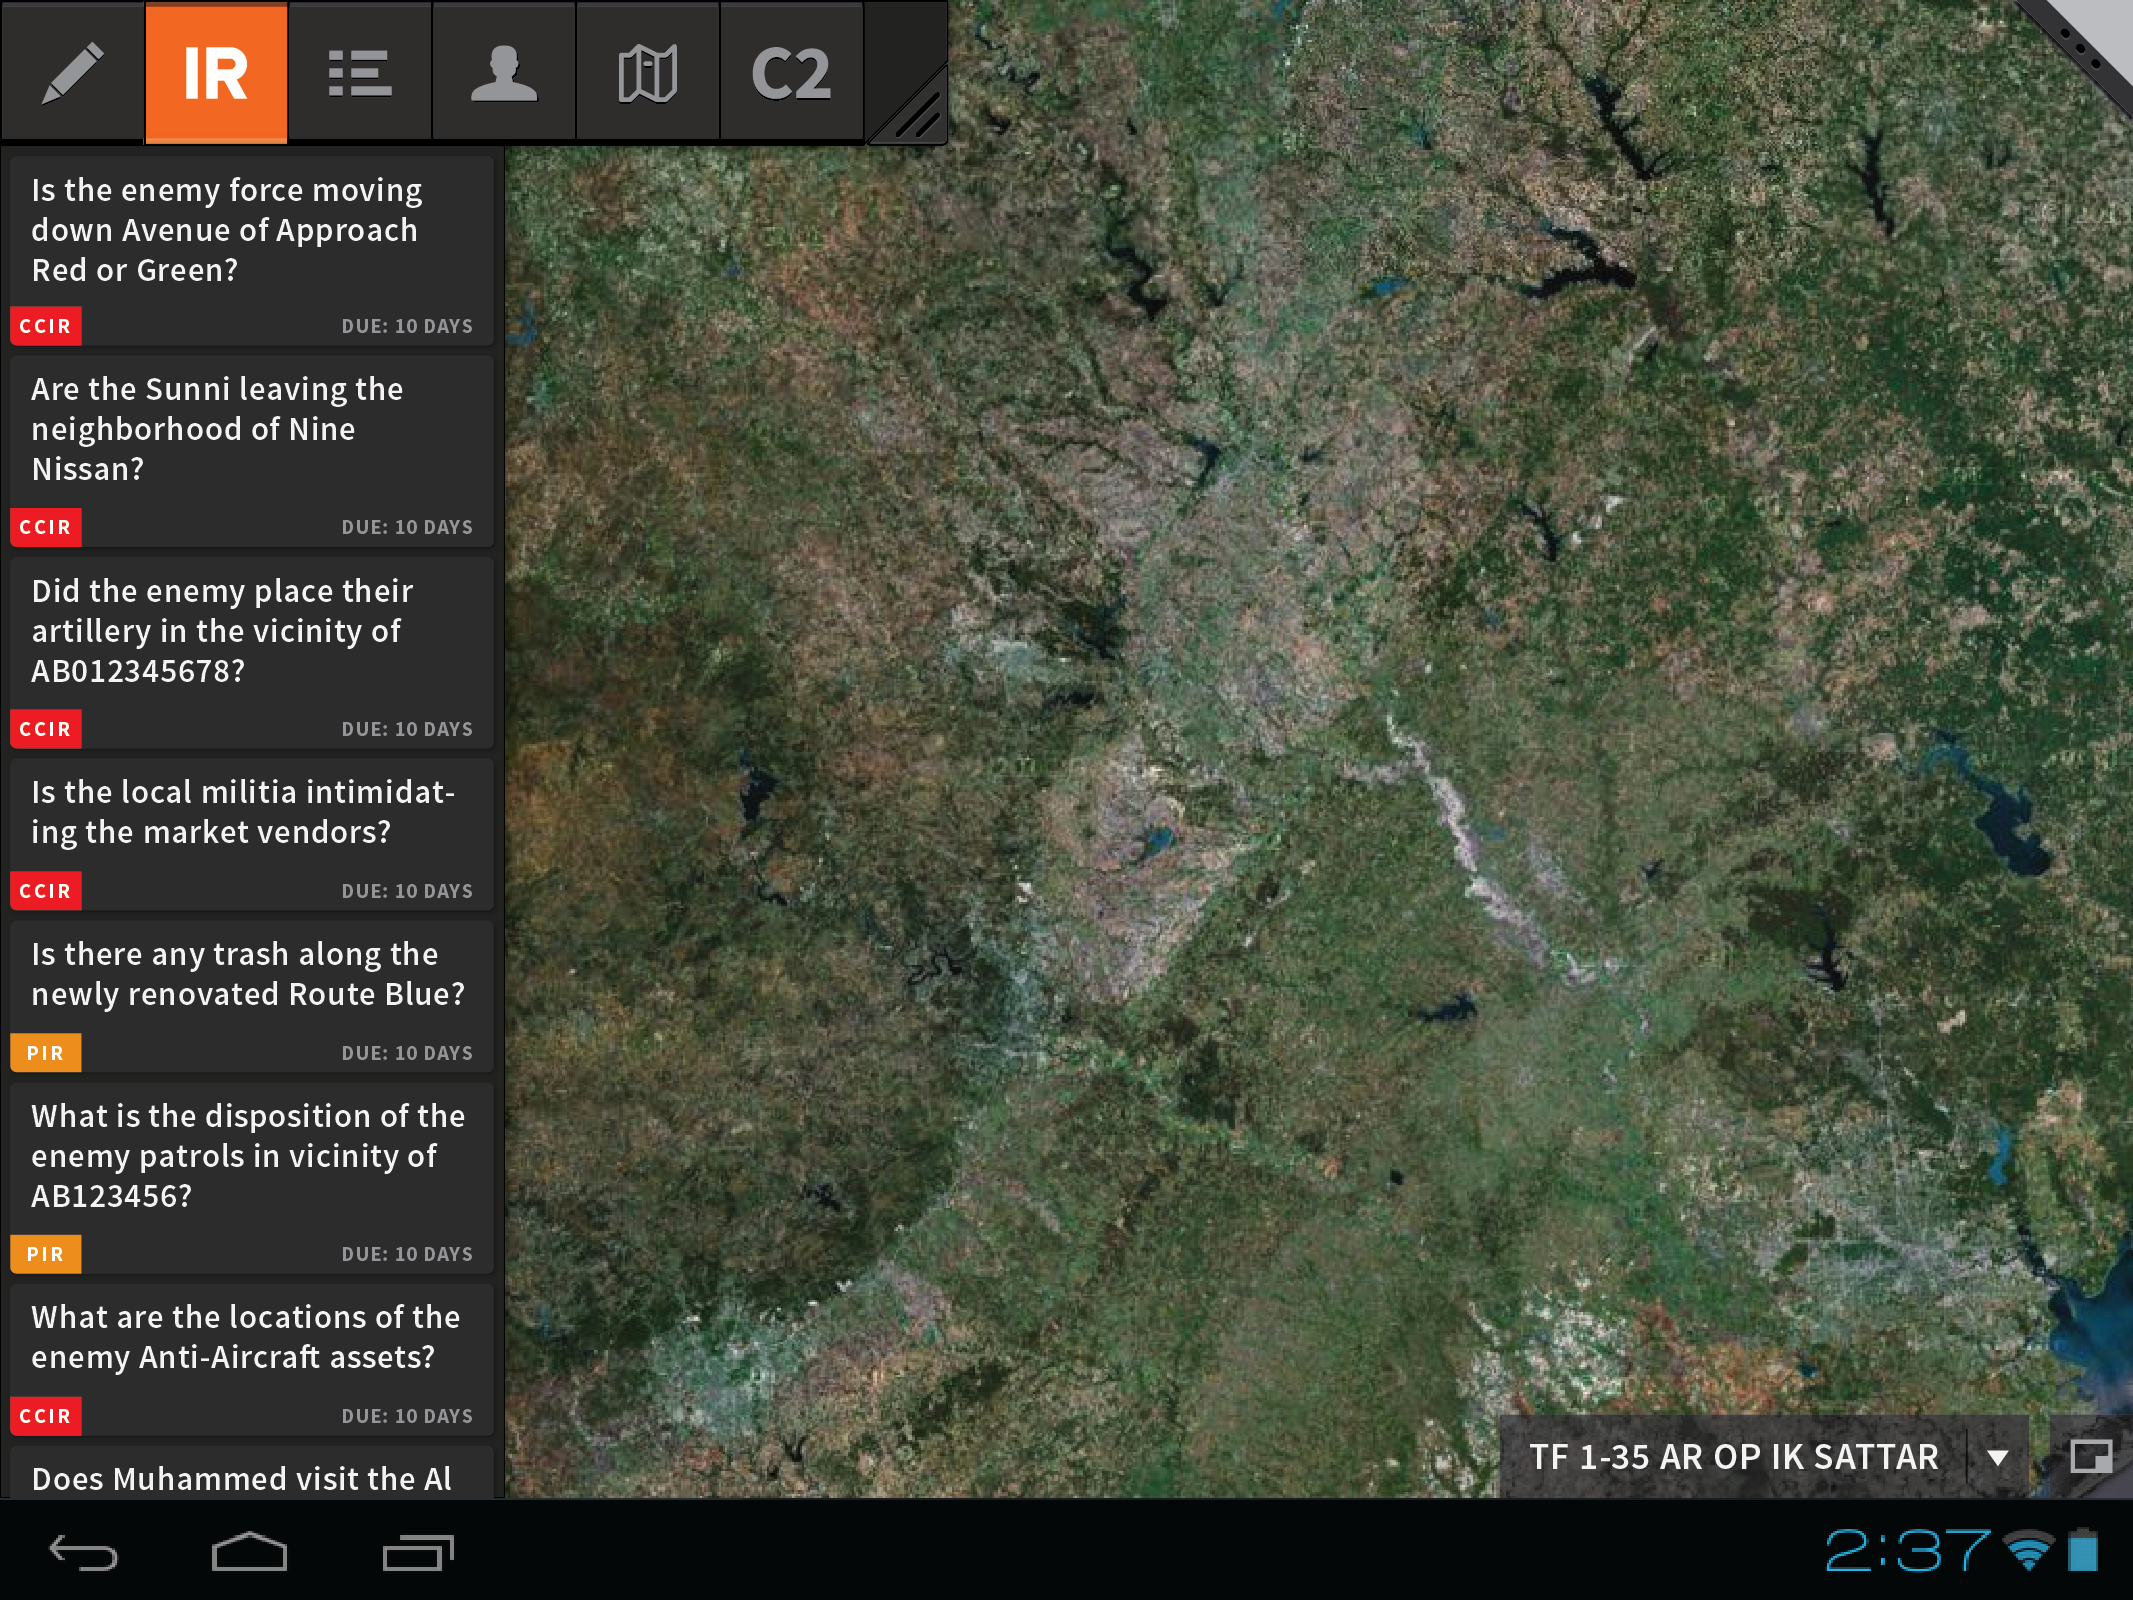 IR
C2
Is the enemy force moving
down Avenue of Approach
Red or Green?
CCIR DUE: 10 DAYS
Are the Sunni leaving the
neighborhood of Nine
Nissan?
CCIR DUE: 10 DAYS
Did the enemy place their
artillery in the vicinity of
AB012345678?
CCIR DUE: 10 DAYS
Is the local militia intimidat-
ing the market vendors?
CCIR DUE: 10 DAYS
Is there any trash along the
newly renovated Route Blue?
PIR DUE: 10 DAYS
What is the disposition of the
enemy patrols in vicinity of
AB123456?
PIR DUE: 10 DAYS
What are the locations of the
enemy Anti-Aircraft assets?
CCIR DUE: 10 DAYS
Does Muhammed visit the Al
TF 1-35 AR OP IK SATTAR
2:37